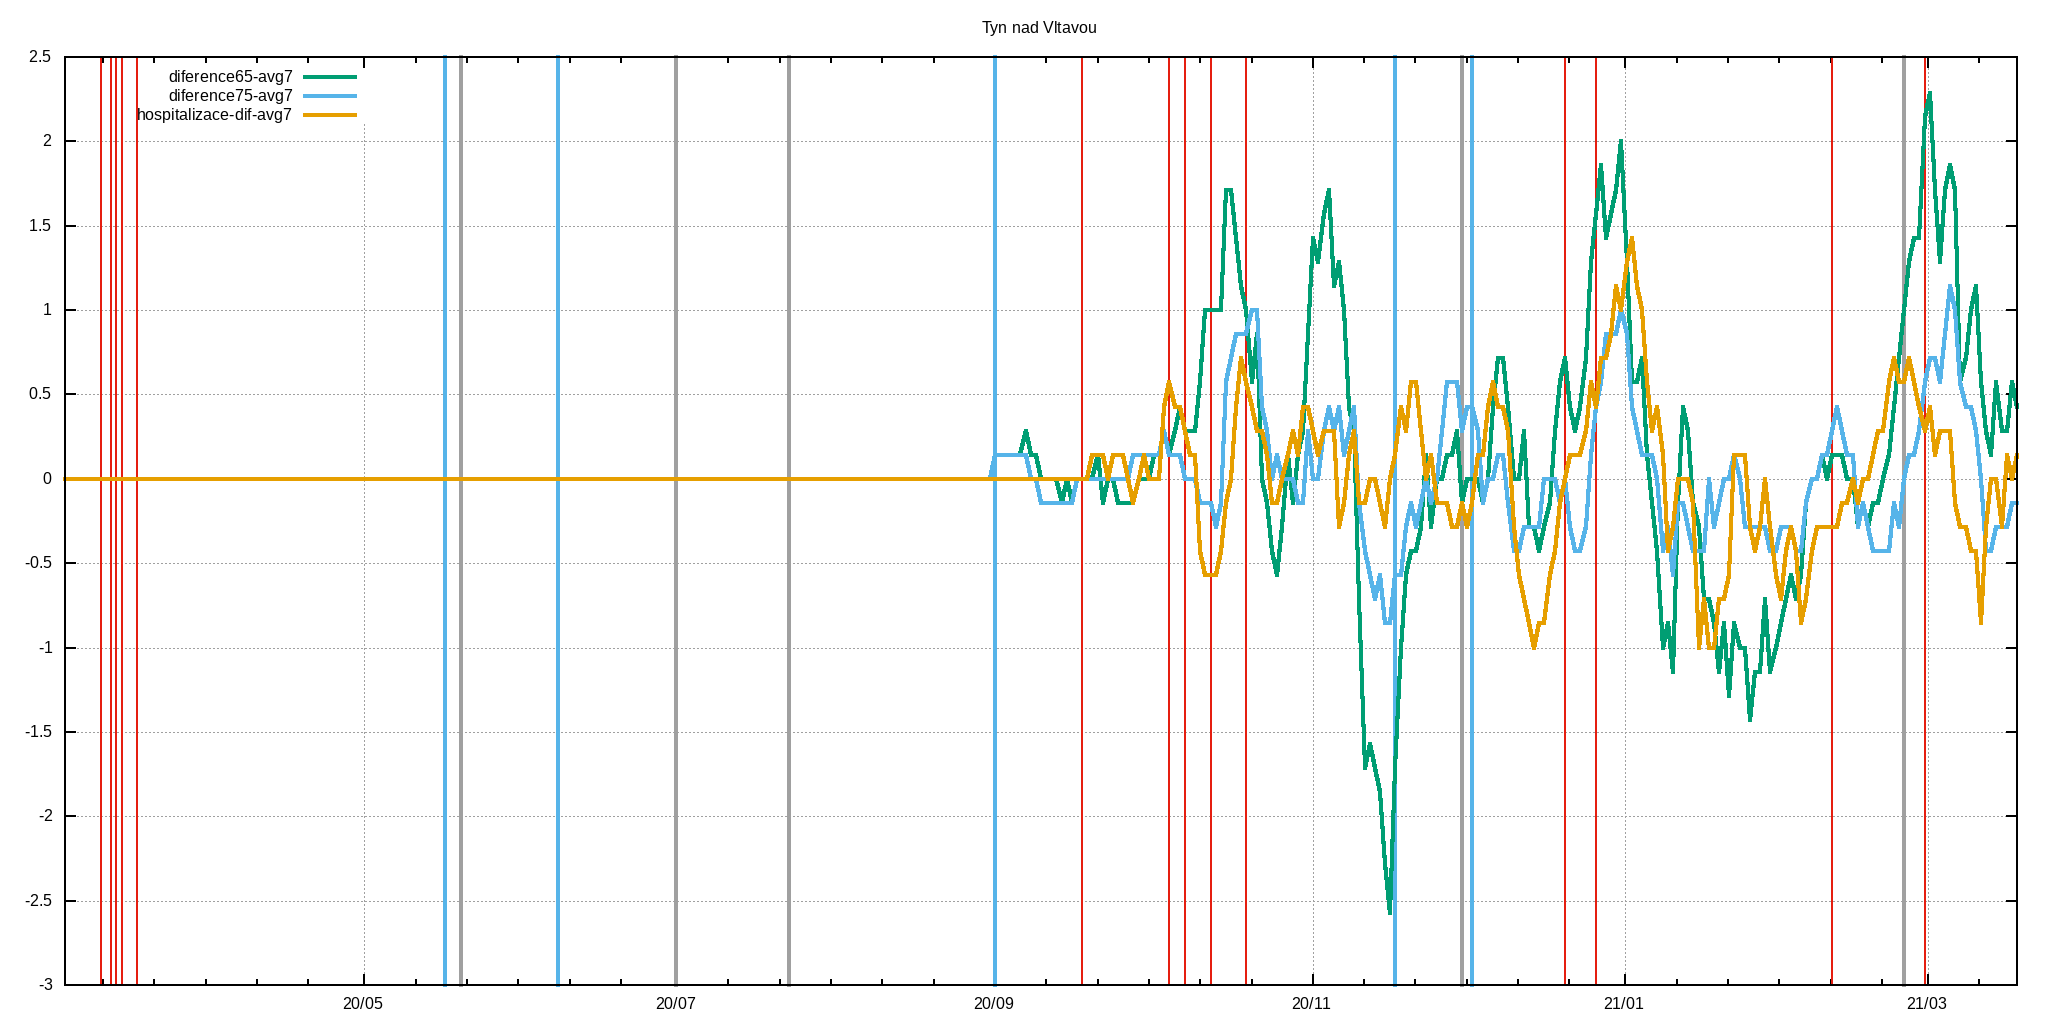 Tyn nad Vltavou
diference65-avg7
diference75-avg7
hospitalizace-dif-avg7
2.5
2
1.5
1
0.5
0
-0.5
-1
-1.5
-2
-2.5
-3
20/05 20/07 20/09 20/11 21/01 21/03